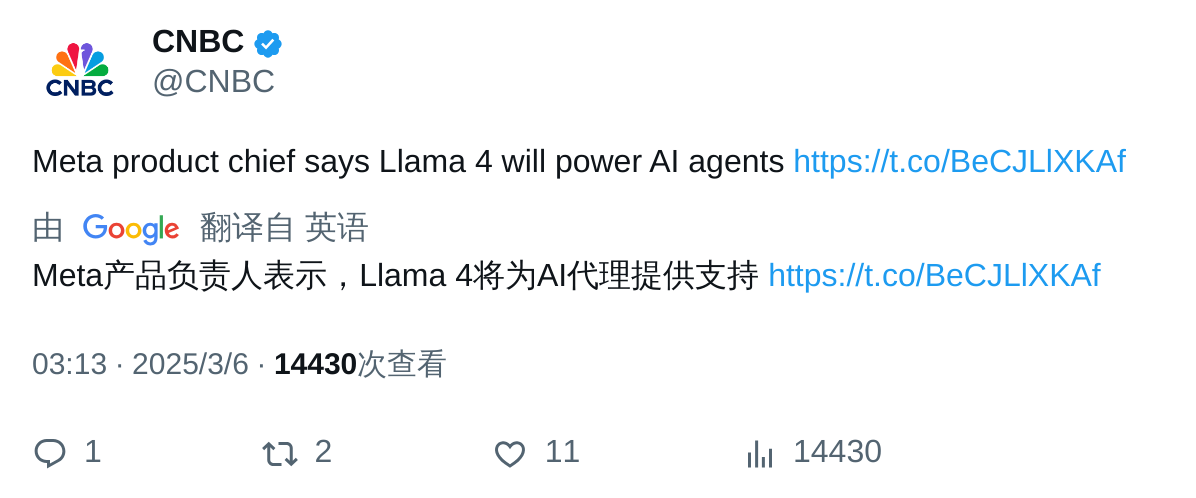 CNBC
CNBC
@CNBC
Meta product chief says Llama 4 will power AI agents https://t.co/BeCJLlXKAf
由 Google 翻译自 英语
Meta产品负责人表示，Llama 4将为AI代理提供支持 https://t.co/BeCJLlXKAf
03:13 · 2025/3/6 · 14430次查看
1 2 11 14430